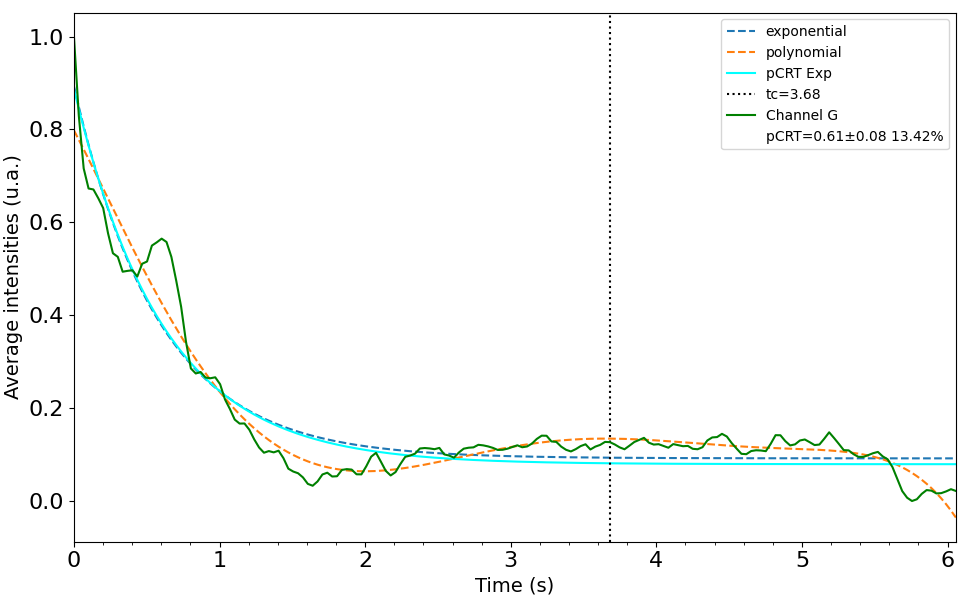 exponential
polynomial
pCRT Exp
tc=3.68
Channel G
pCRT=0.61±0.08 13.42%
1.0
0.8
0.6
0.4
0.2
0.0
Average intensities (u.a.)
0 1 2 3 4 5 6
Time (s)